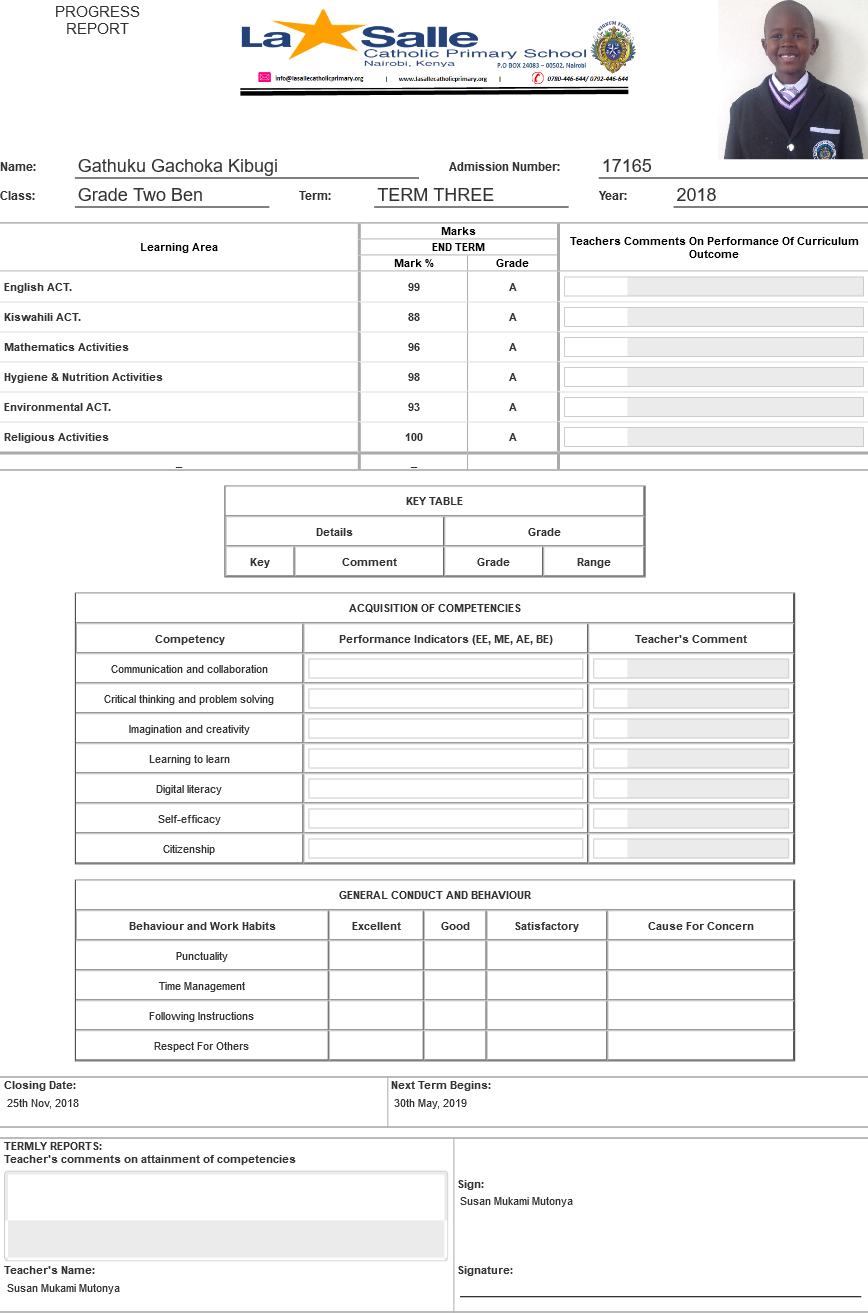 PROGRESS
REPORT
La Salle
Catholic Primary School
Nairobi, Kenya
P.O BOX 24083 – 00502, Nairobi
info@lasallecatholicprimary.org | www.lasallecatholicprimary.org | 0780-446-644/ 0792-446-644
Name: Gathuku Gachoka Kibugi Admission Number: 17165
Class: Grade Two Ben Term: TERM THREE Year: 2018
Learning Area Marks Teachers Comments On Performance Of Curriculum Outcome
END TERM
Mark % Grade
English ACT. 99 A
Kiswahili ACT. 88 A
Mathematics Activities 96 A
Hygiene & Nutrition Activities 98 A
Environmental ACT. 93 A
Religious Activities 100 A
_ _
KEY TABLE
Details Grade
Key Comment Grade Range
ACQUISITION OF COMPETENCIES
Competency Performance Indicators (EE, ME, AE, BE) Teacher's Comment
Communication and collaboration
Critical thinking and problem solving
Imagination and creativity
Learning to learn
Digital literacy
Self-efficacy
Citizenship
GENERAL CONDUCT AND BEHAVIOUR
Behaviour and Work Habits Excellent Good Satisfactory Cause For Concern
Punctuality
Time Management
Following Instructions
Respect For Others
Closing Date: Next Term Begins:
25th Nov, 2018 30th May, 2019
TERMLY REPORTS:
Teacher's comments on attainment of competencies
Sign:
Susan Mukami Mutonya
Teacher's Name: Signature:
Susan Mukami Mutonya